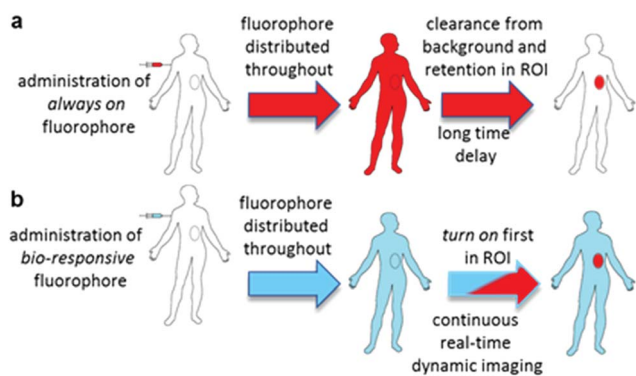 a
administration of
always on
fluorophore
fluorophore
distributed
throughout
clearance from
background and
retention in ROI
long time
delay
b
administration of
bio-responsive
fluorophore
fluorophore
distributed
throughout
turn on first
in ROI
continuous
real-time
dynamic imaging